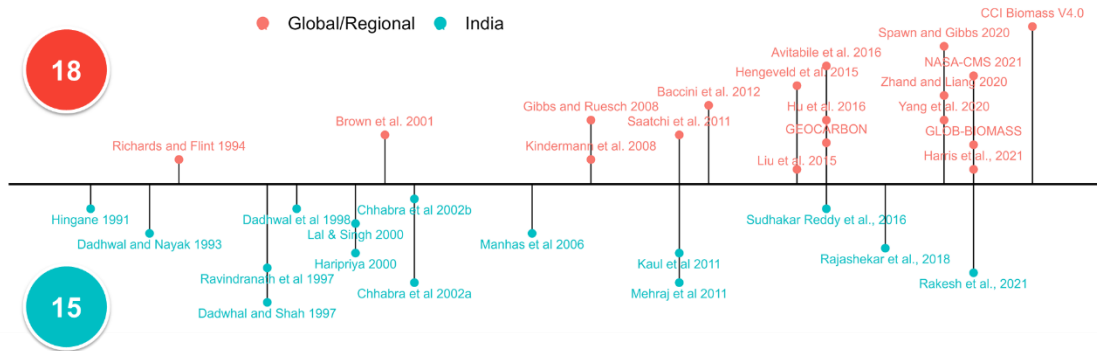 Global/Regional
India
18
CCI Biomass V4.0
Spawn and Gibbs 2020
Avitabile et al. 2016
NASA-CMS 2021
Hengeveld et al. 2015
Zhand and Liang 2020
Baccini et al. 2012
Gibbs and Ruesch 2008
Hu et al. 2016
Yang et al. 2020
Saatchi et al. 2011
Brown et al. 2001
GEOCARBON
GLOB-BIOMASS
Richards and Flint 1994
Kindermann et al. 2008
Liu et al. 2015
Harris et al., 2021
Hingane 1991
Dadhwal et al 1998
Chhabra et al 2002b
Sudhakar Reddy et al., 2016
Lal & Singh 2000
Dadhwal and Nayak 1993
Manhas et al 2006
Haripriya 2000
Kaul et al 2011
Rajashekar et al., 2018
Ravindranath et al 1997
Chhabra et al 2002a
Mehraj et al 2011
Rakesh et al., 2021
Dadwhal and Shah 1997
15